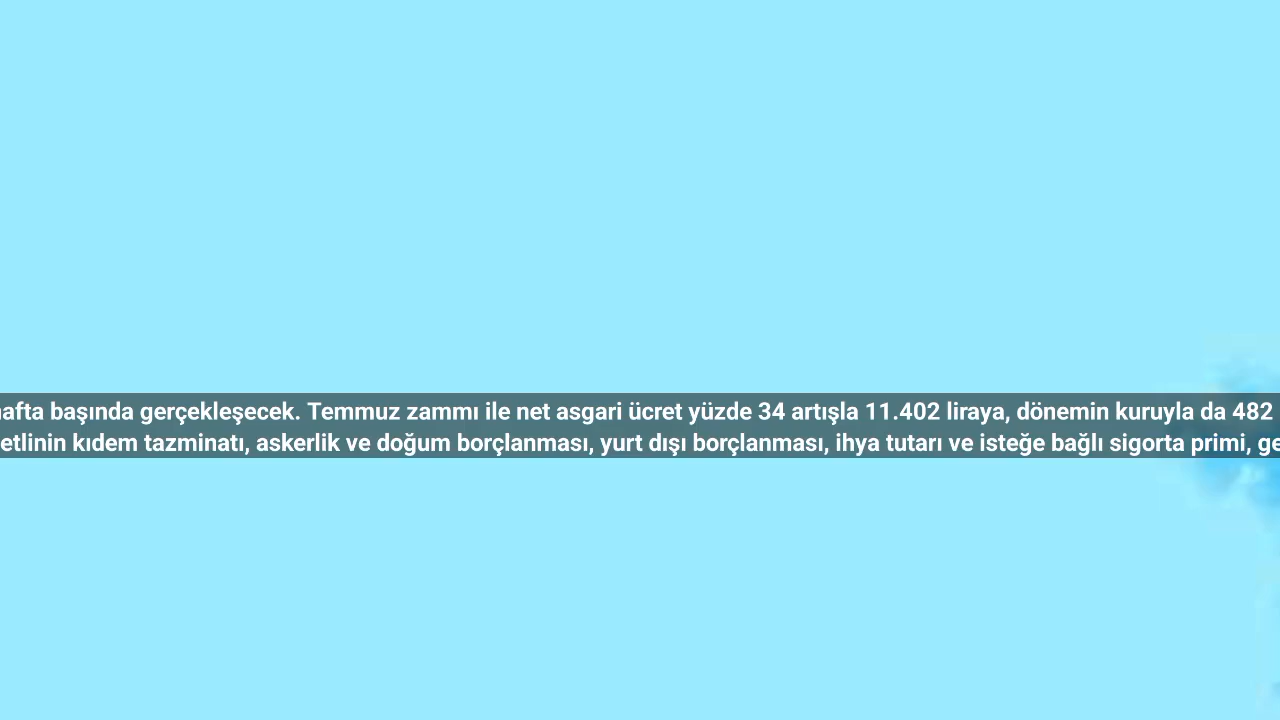 afta başında gerçekleşecek. Temmuz zammı ile net asgari ücret yüzde 34 artışla 11.402 liraya, dönemin kuruyla da 482
etlinin kıdem tazminatı, askerlik ve doğum borçlanması, yurt dışı borçlanması, ihya tutarı ve isteğe bağlı sigorta primi, ge